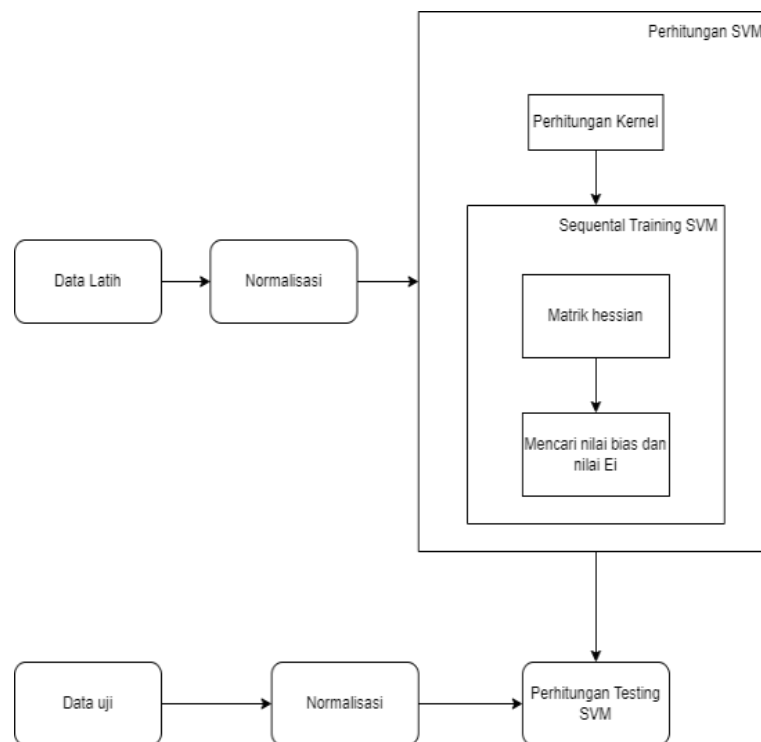 Perhitungan SVM
Perhitungan Kernel
Sequental Training SVM
Data Latih
Normalisasi
Matrik hessian
Mencari nilai bias dan
nilai Ei
Data uji
Normalisasi
Perhitungan Testing
SVM